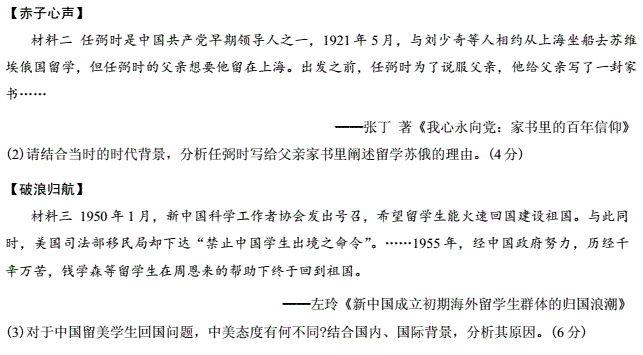 【赤子心声】
材料二 任弼时是中国共产党早期领导人之一，1921年5月，与刘少奇等人相约从上海坐船去苏维
埃俄国留学，但任弼时的父亲想要他留在上海。出发之前，任弼时为了说服父亲，他给父亲写了一封家
书……
——张丁 著《我心永向党：家书里的百年信仰》
(2)请结合当时的时代背景，分析任弼时写给父亲家书里阐述留学苏俄的理由。(4分)
【破浪归航】
材料三 1950年1月，新中国科学工作者协会发出号召，希望留学生能火速回国建设祖国。与此同
时，美国司法部移民局却下达“禁止中国学生出境之命令”。……1955年，经中国政府努力，历经千
辛万苦，钱学森等留学生在周恩来的帮助下终于回到祖国。
——左玲《新中国成立初期海外留学生群体的归国浪潮》
(3)对于中国留美学生回国问题，中美态度有何不同?结合国内、国际背景，分析其原因。(6分)